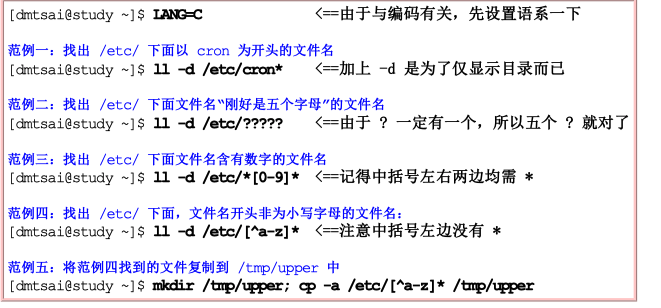 [dmtsai@study ~]$ LANG=C <==由于与编码有关，先设置语系一下
范例一：找出 /etc/ 下面以 cron 为开头的文件名
[dmtsai@study ~]$ ll -d /etc/cron* <==加上 -d 是为了仅显示目录而已
范例二：找出 /etc/ 下面文件名“刚好是五个字母”的文件名
[dmtsai@study ~]$ ll -d /etc/????? <==由于 ? 一定有一个，所以五个 ? 就对了
范例三：找出 /etc/ 下面文件名含有数字的文件名
[dmtsai@study ~]$ ll -d /etc/*[0-9]* <==记得中括号左右两边均需 *
范例四：找出 /etc/ 下面，文件名开头非为小写字母的文件名：
[dmtsai@study ~]$ ll -d /etc/[^a-z]* <==注意中括号左边没有 *
范例五：将范例四找到的文件复制到 /tmp/upper 中
[dmtsai@study ~]$ mkdir /tmp/upper; cp -a /etc/[^a-z]* /tmp/upper